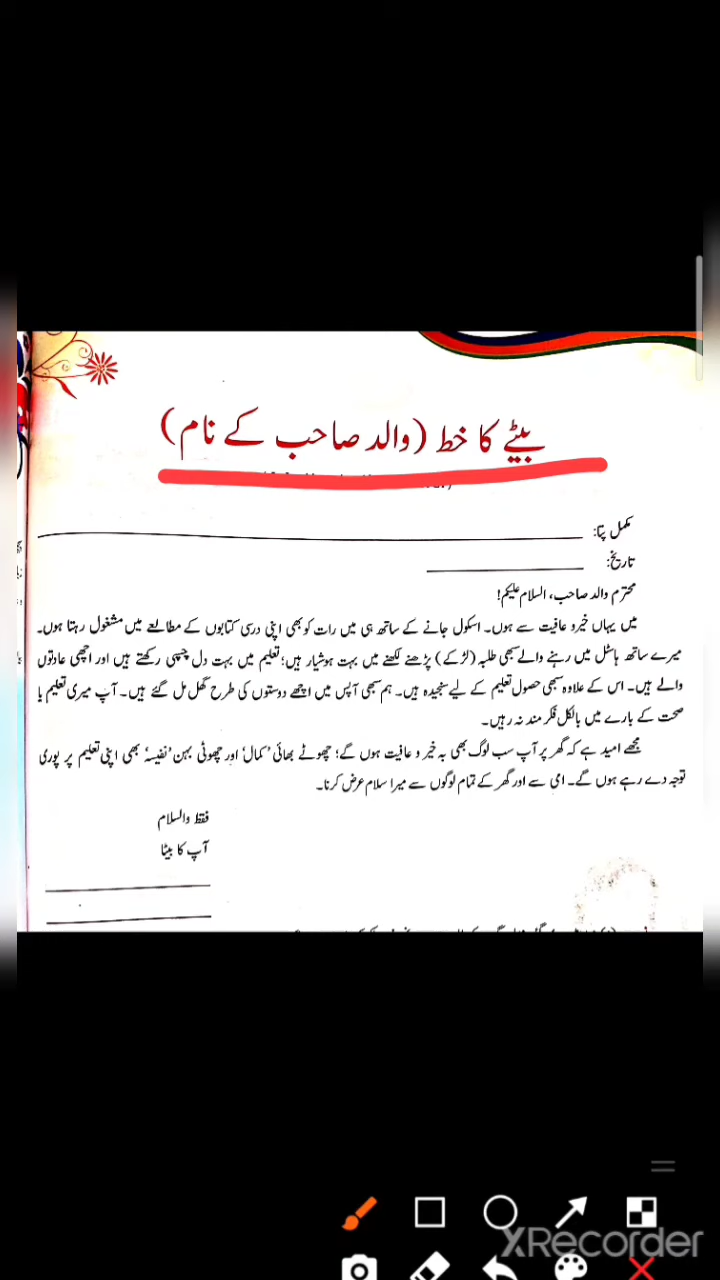 بیٹے کا خط (والد صاحب کے نام)
مکمل پتا:
تاریخ:
محترم والد صاحب، السلام علیکم!
میں یہاں خیر و عافیت سے ہوں۔ اسکول جانے کے ساتھ ہی میں رات کو بھی اپنی درسی کتابوں کے مطالعے میں مشغول رہتا ہوں۔
میرے ساتھ ہاسٹل میں رہنے والے سبھی طلبہ (لڑکے) پڑھنے لکھنے میں بہت ہوشیار ہیں؛ تعلیم میں بہت دل چسپی رکھتے ہیں اور اچھی عادتوں
والے ہیں۔ اس کے علاوہ سبھی حصول تعلیم کے لیے سنجیدہ ہیں۔ ہم سبھی آپس میں اچھے دوستوں کی طرح گھل مل گئے ہیں۔ آپ میری تعلیم یا
صحت کے بارے میں بالکل فکر مند نہ رہیں۔
مجھے امید ہے کہ گھر پر آپ سب لوگ بھی بہ خیر و عافیت ہوں گے؛ چھوٹے بھائی 'کمال' اور چھوٹی بہن 'نفیسہ' بھی اپنی تعلیم پر پوری
توجہ دے رہے ہوں گے۔ امی سے اور گھر کے تمام لوگوں سے میرا سلام عرض کرنا۔
فقط والسلام
آپ کا بیٹا
XRecorder